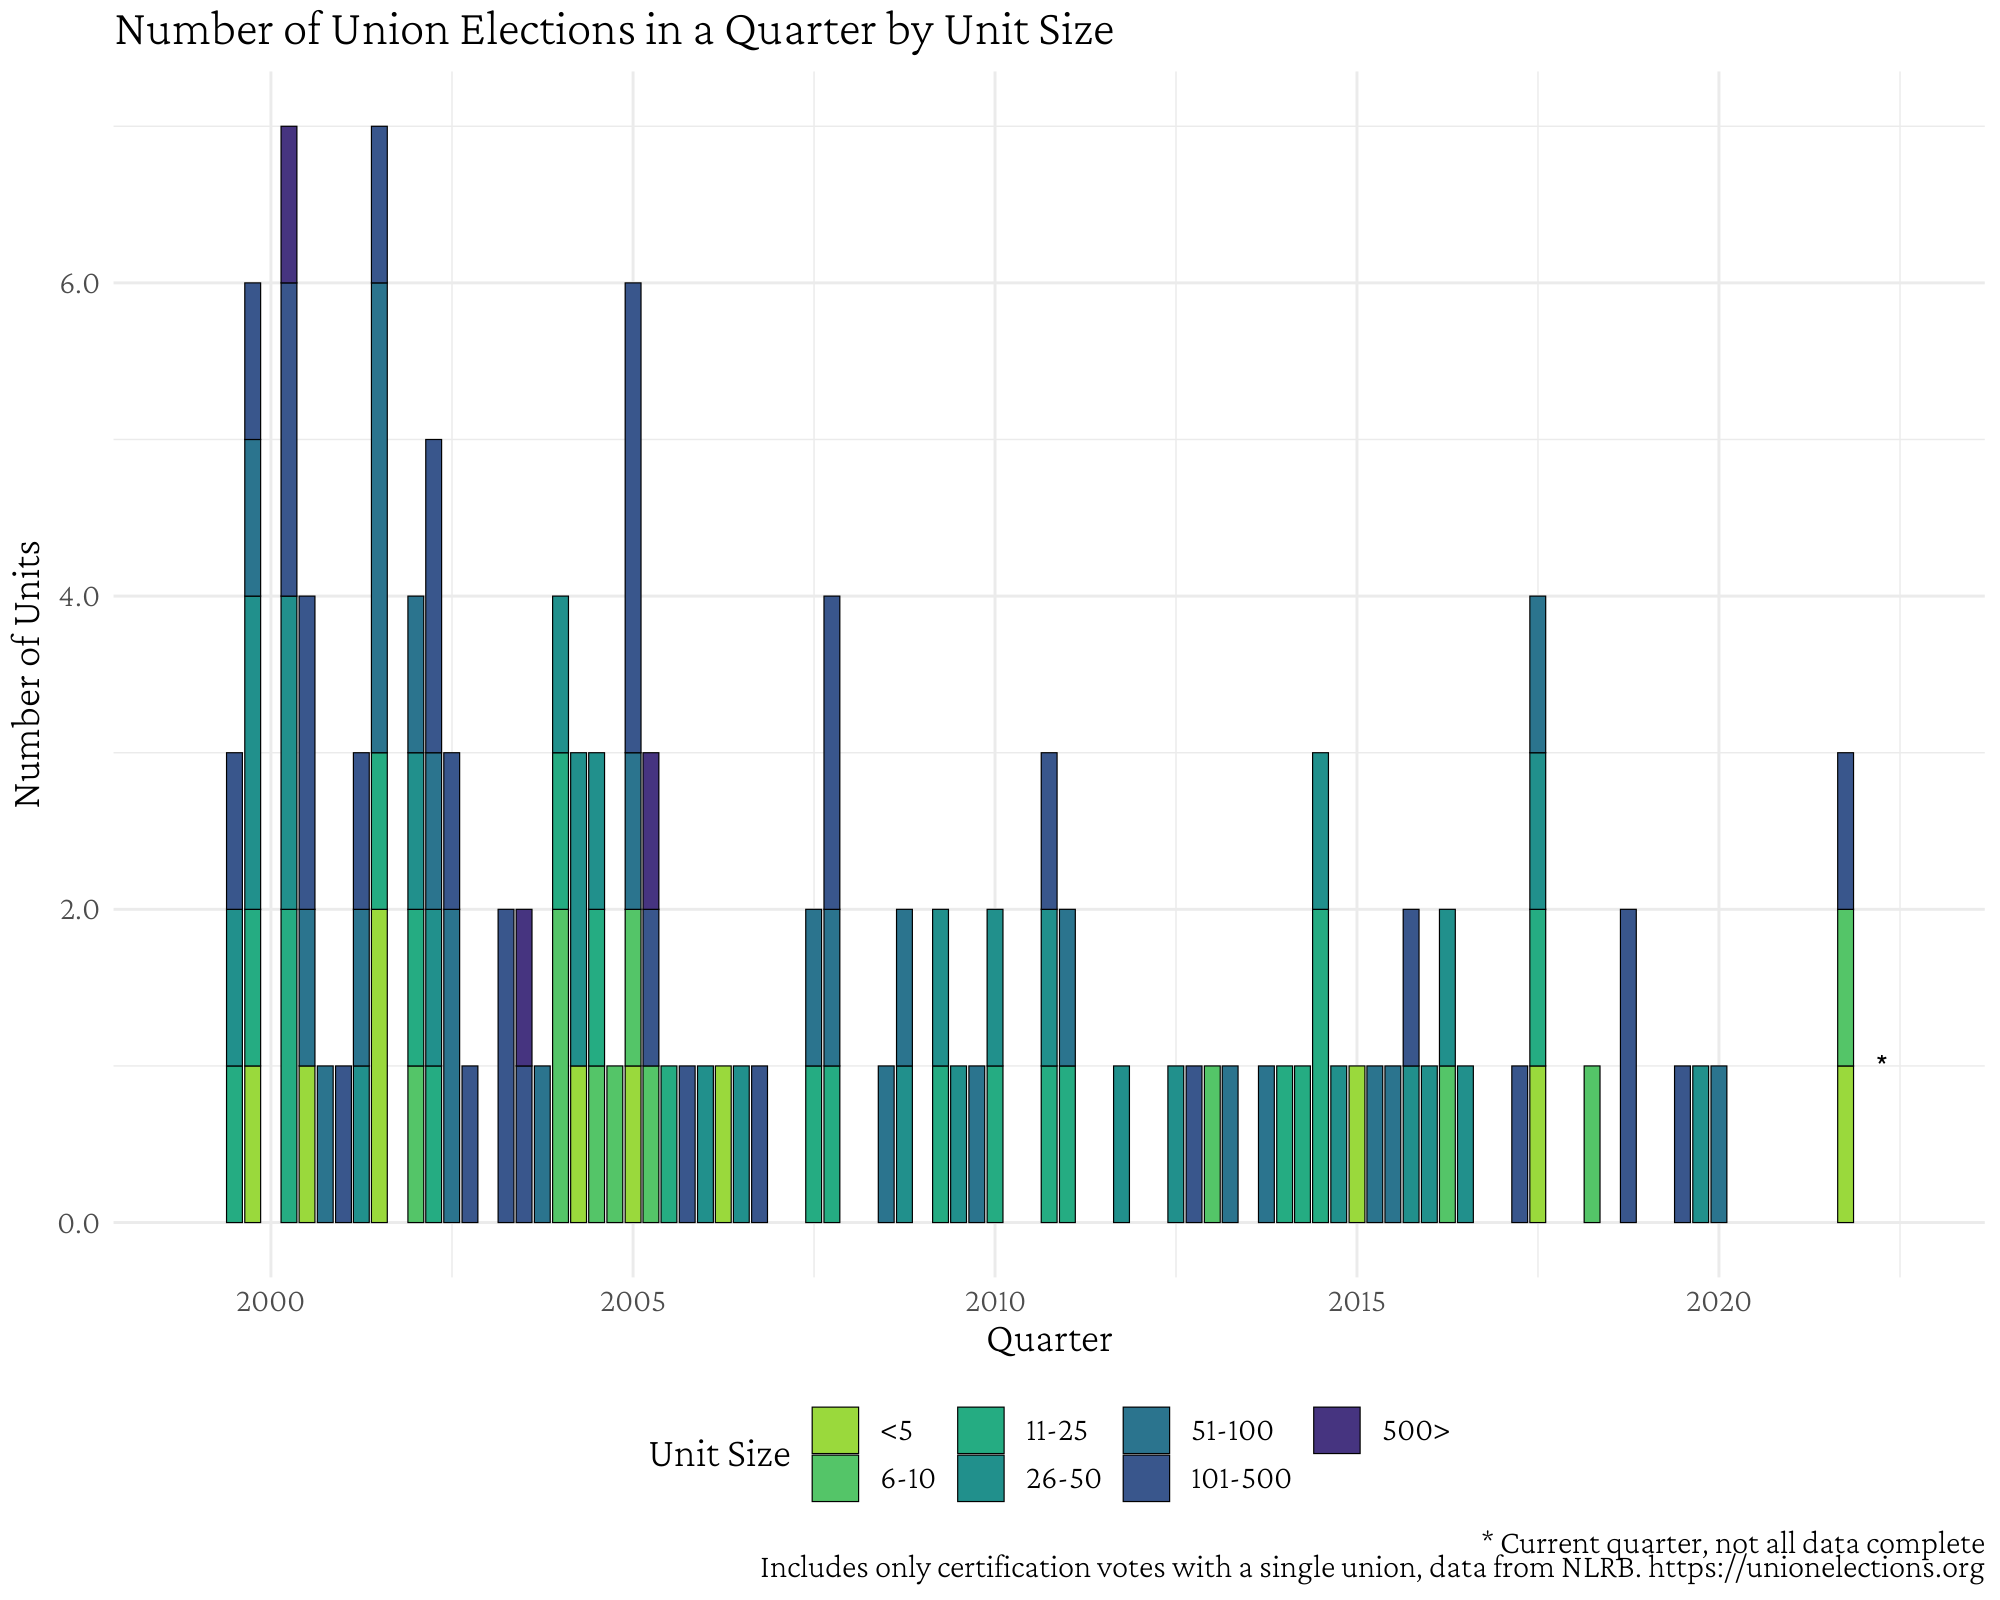 Number of Union Elections in a Quarter by Unit Size
Number of Units
6.0
4.0
2.0
0.0
*
2000 2005 2010 2015 2020
Quarter
Unit Size
<5 11-25 51-100 500>
6-10 26-50 101-500
* Current quarter, not all data complete
Includes only certification votes with a single union, data from NLRB. https://unionelections.org